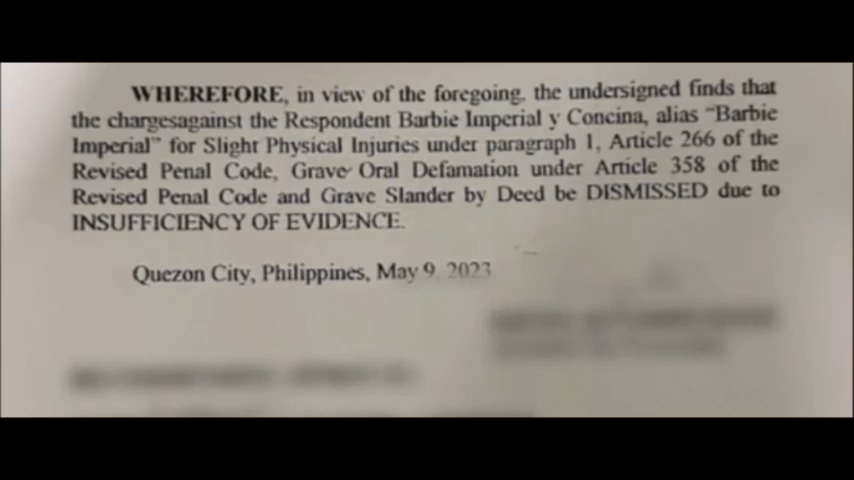 WHEREFORE, in view of the foregoing, the undersigned finds that
the chargesagainst the Respondent Barbie Imperial y Concina, alias "Barbie
Imperial" for Slight Physical Injuries under paragraph 1, Article 266 of the
Revised Penal Code, Grave Oral Defamation under Article 358 of the
Revised Penal Code and Grave Slander by Deed be DISMISSED due to
INSUFFICIENCY OF EVIDENCE.
Quezon City, Philippines, May 9, 2023